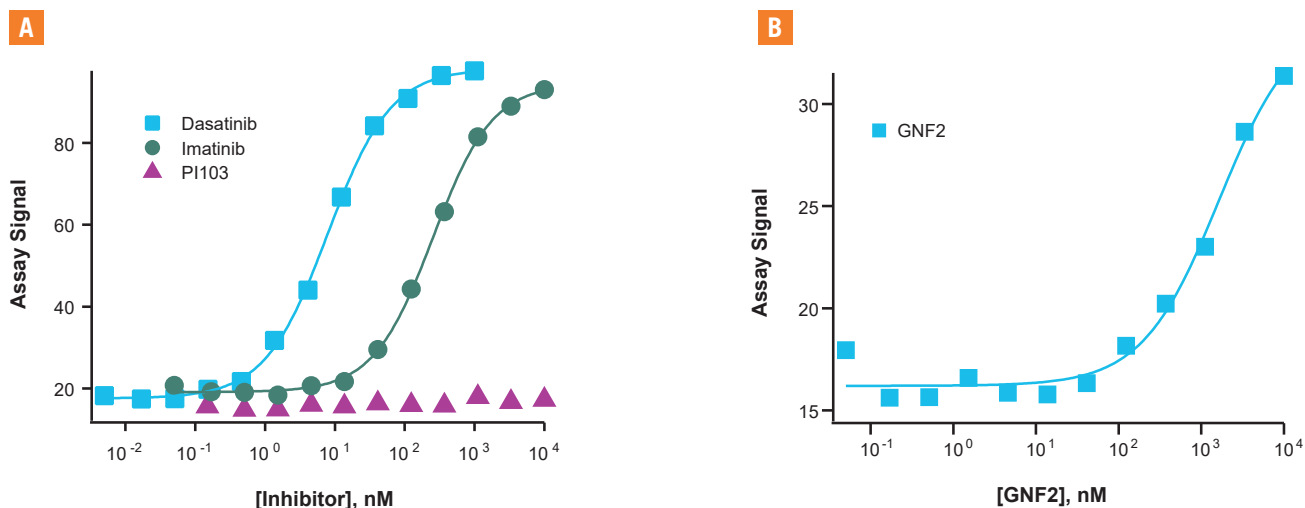 A
Assay Signal
80
60
40
20
Dasatinib
Imatinib
PI103
10-2 10-1 10 0 10 1 10 2 10 3 10 4
[Inhibitor], nM
B
Assay Signal
30
25
20
15
GNF2
10-1 10 0 10 1 10 2 10 3 10 4
[GNF2], nM